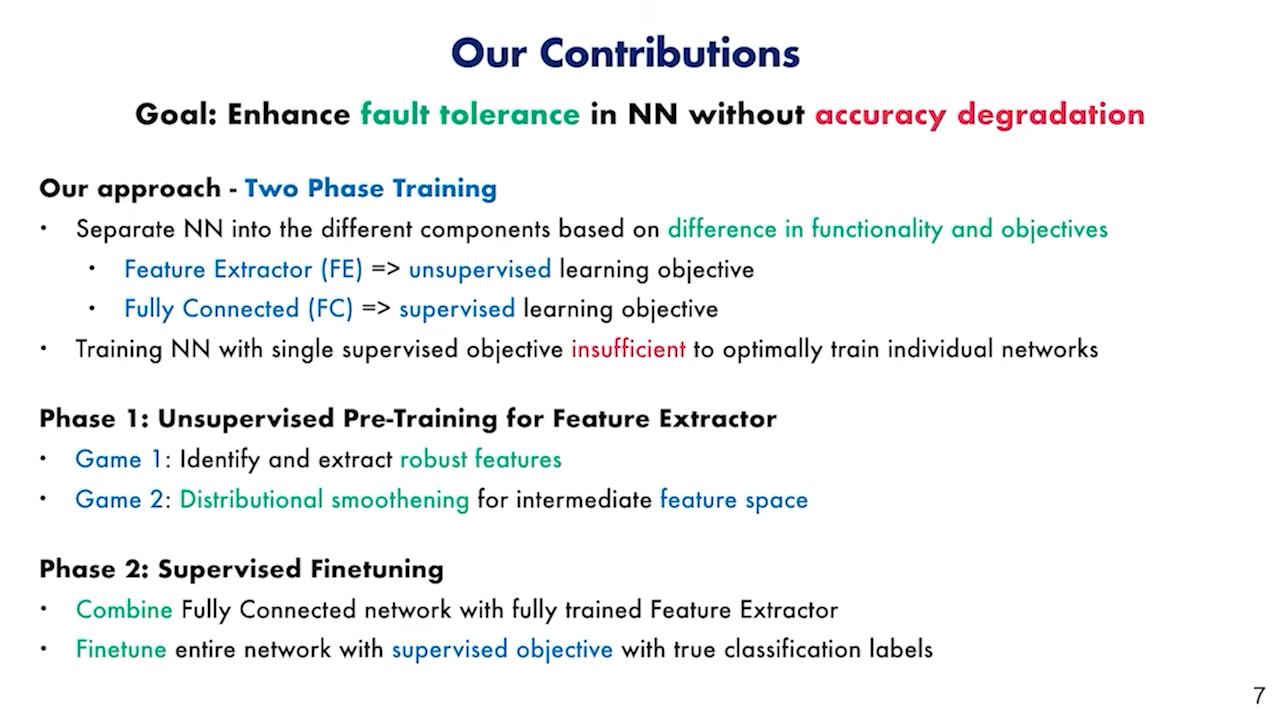 Our Contributions
Goal: Enhance fault tolerance in NN without accuracy degradation
Our approach - Two Phase Training
• Separate NN into the different components based on difference in functionality and objectives
• Feature Extractor (FE) => unsupervised learning objective
• Fully Connected (FC) => supervised learning objective
• Training NN with single supervised objective insufficient to optimally train individual networks
Phase 1: Unsupervised Pre-Training for Feature Extractor
• Game 1: Identify and extract robust features
• Game 2: Distributional smoothening for intermediate feature space
Phase 2: Supervised Finetuning
• Combine Fully Connected network with fully trained Feature Extractor
• Finetune entire network with supervised objective with true classification labels
7